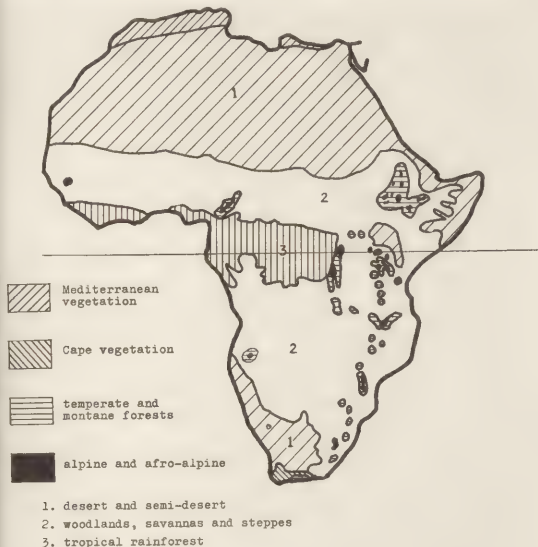 1
2
3
2
1
Mediterranean
vegetation
Cape vegetation
temperate and
montane forests
alpine and afro-alpine
1. desert and semi-desert
2. woodlands, savannas and steppes
3. tropical rainforest